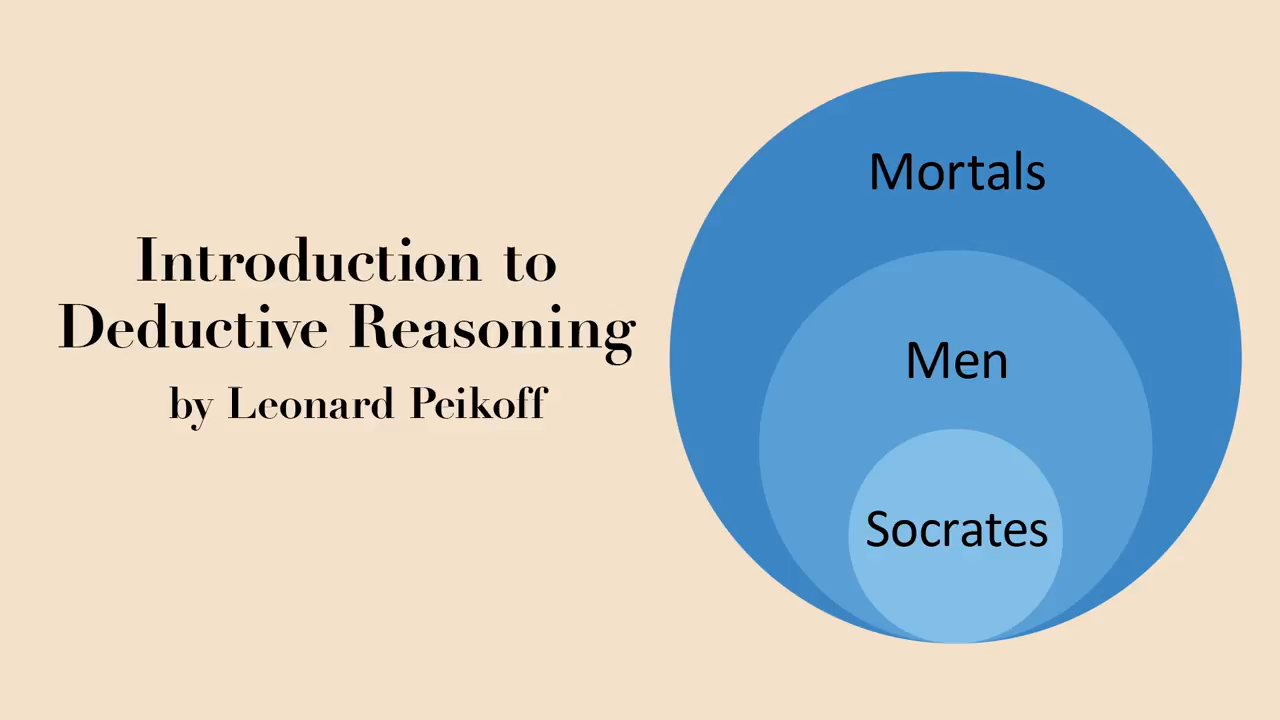 Introduction to
Deductive Reasoning
by Leonard Peikoff
Mortals
Men
Socrates